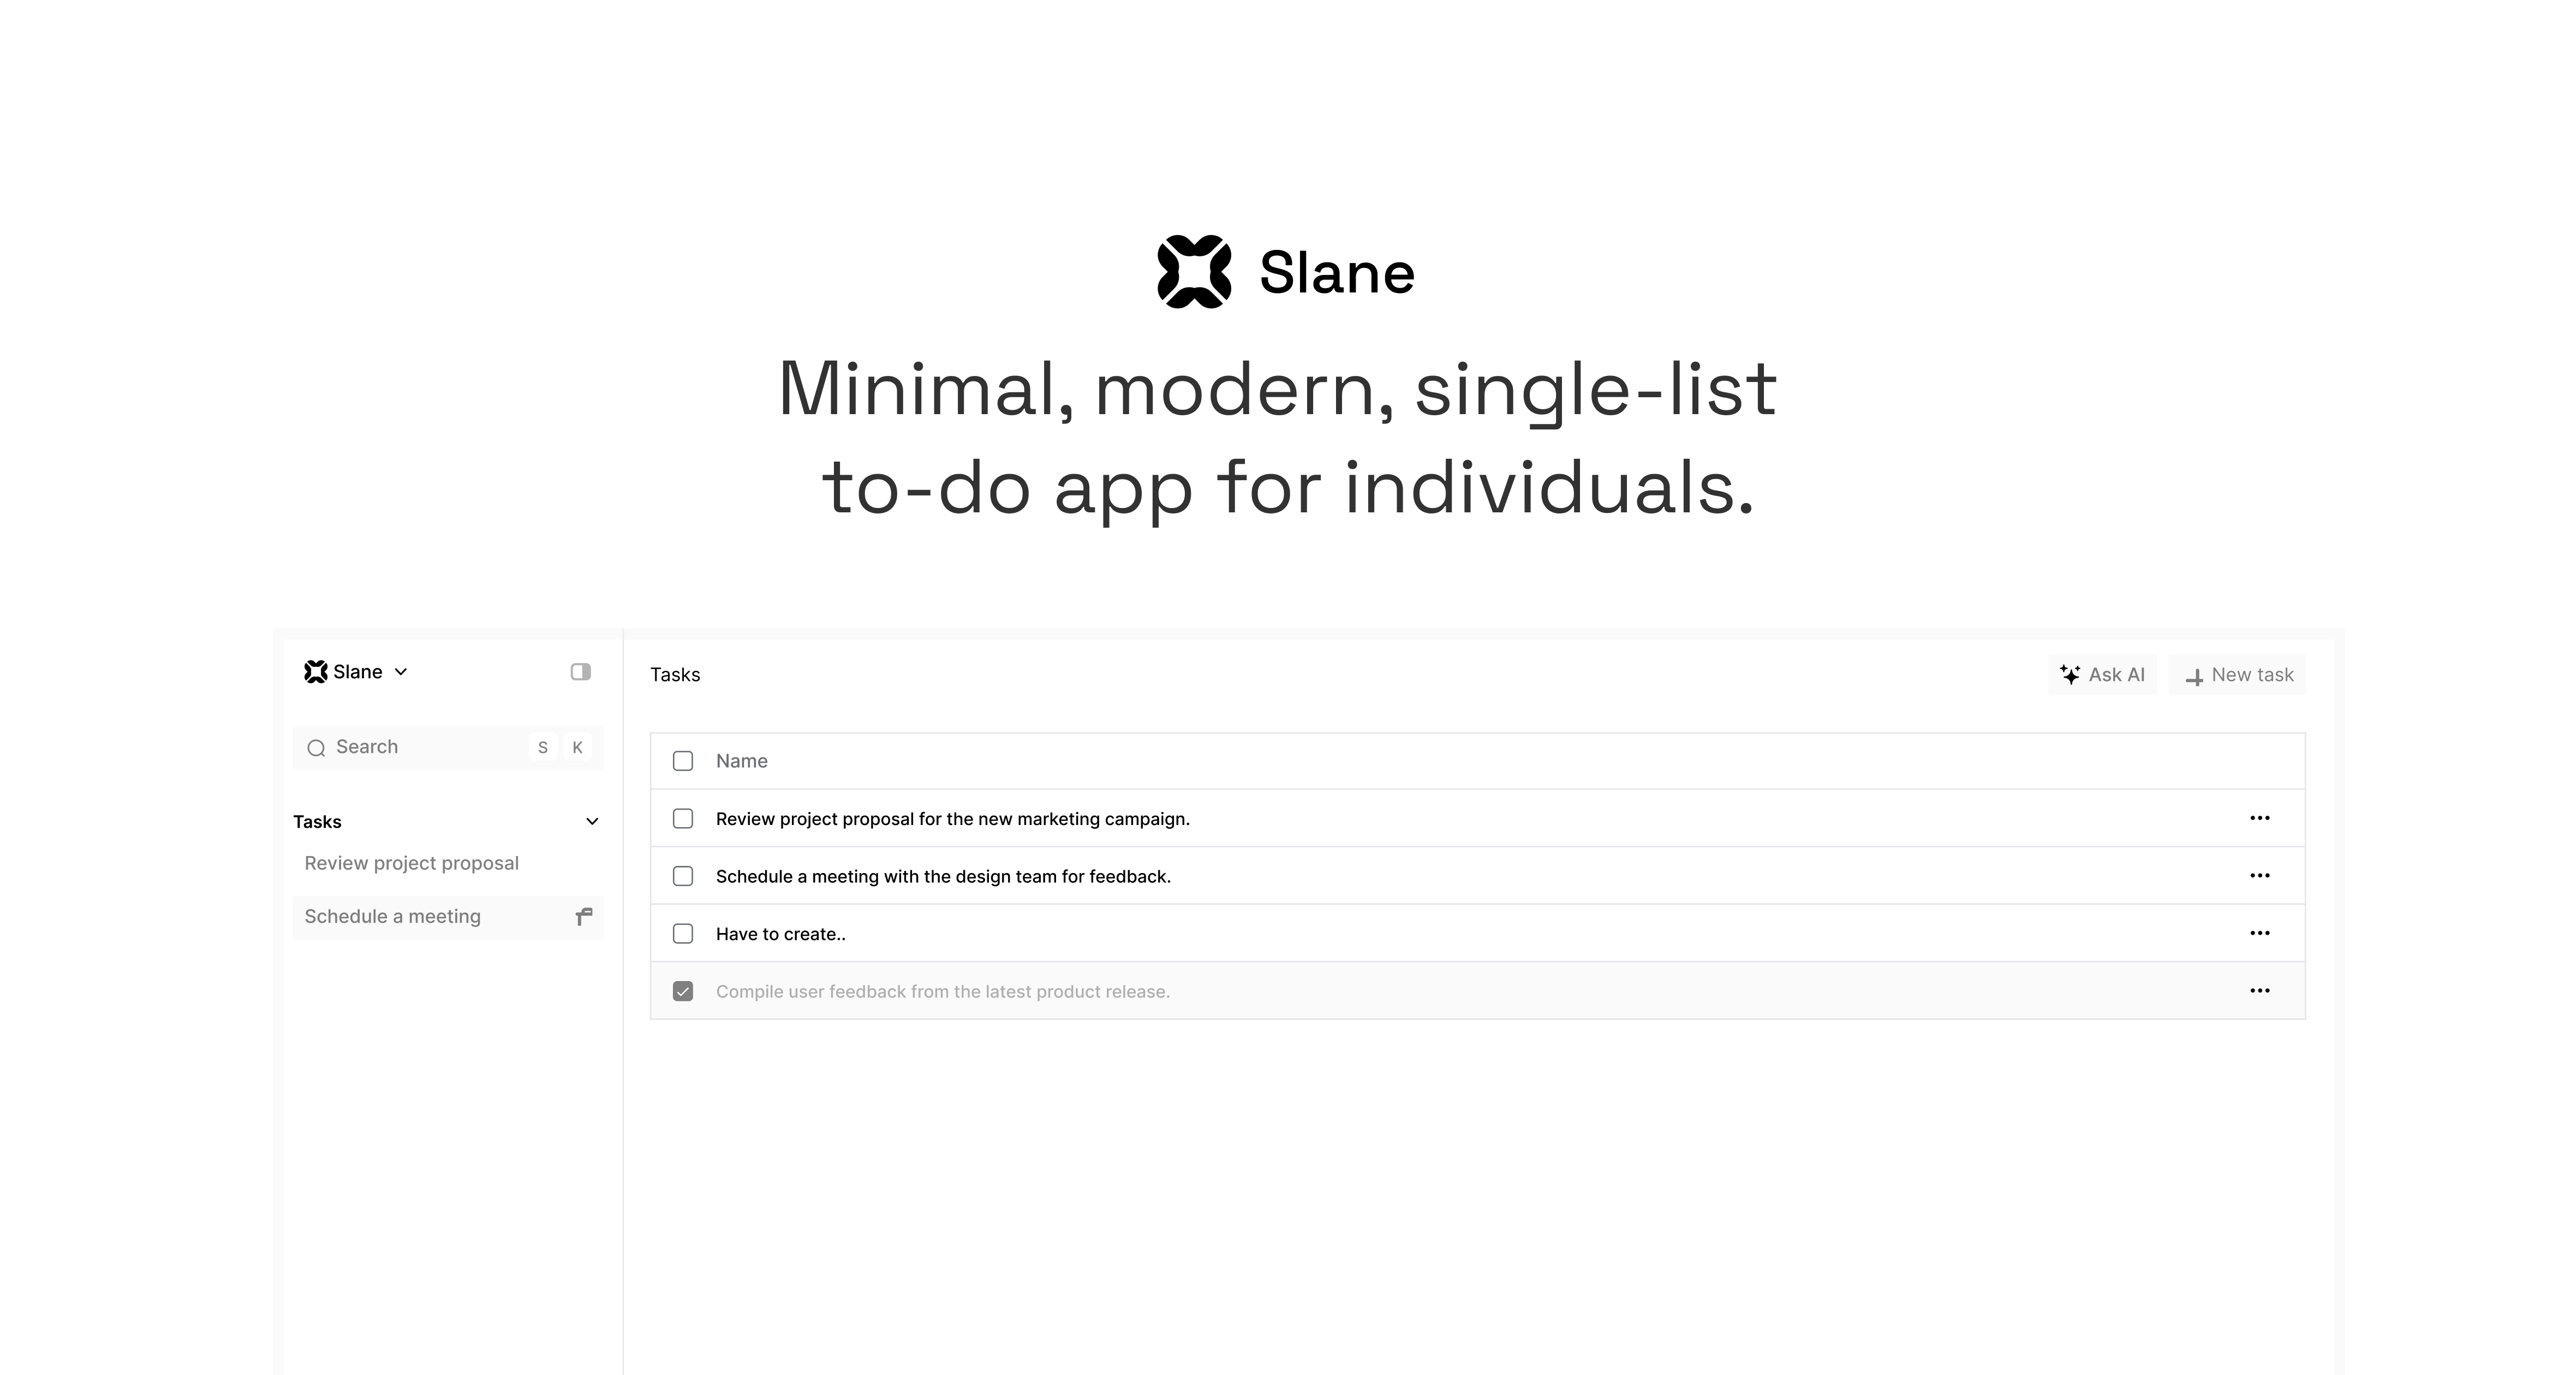 Slane
Minimal, modern, single-list
to-do app for individuals.
Slane
Search S K
Tasks
Review project proposal
Schedule a meeting
Tasks
Ask AI
New task
Name
Review project proposal for the new marketing campaign.
Schedule a meeting with the design team for feedback.
Have to create..
Compile user feedback from the latest product release.